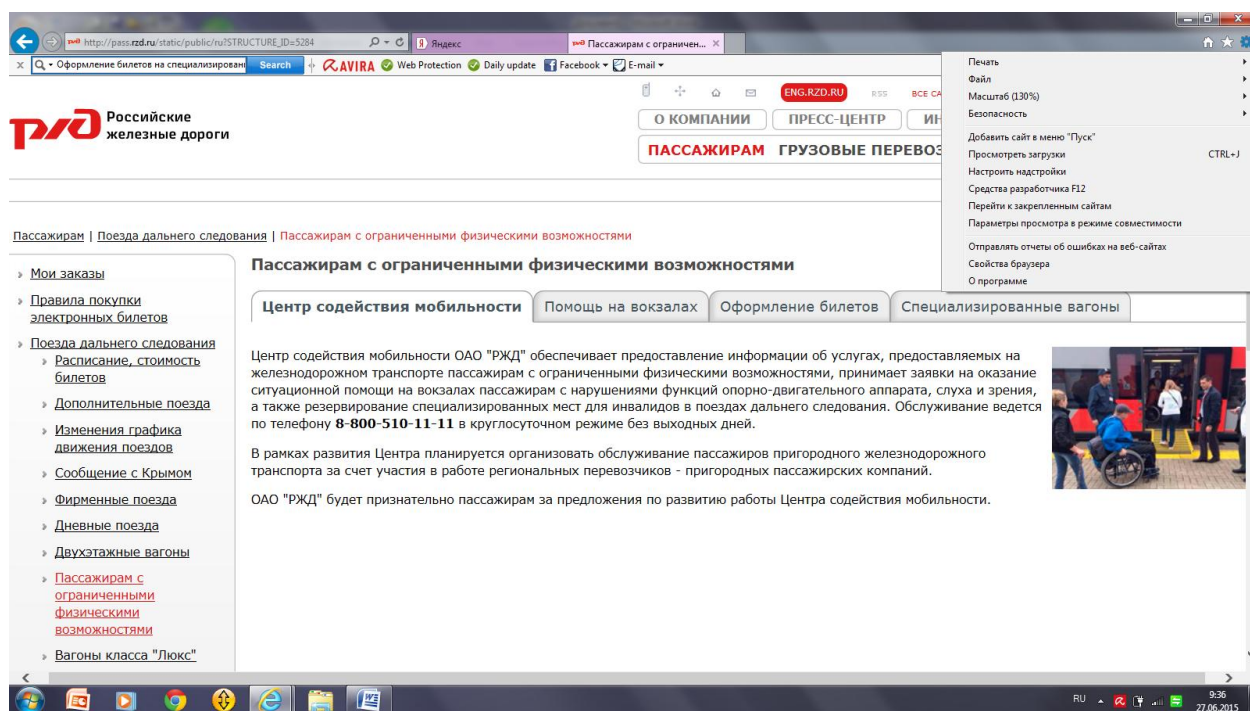 http://pass.rzd.ru/static/public/ru?STRUCTURE_ID=5284
Яндекс
Пассажирам с ограничен...
Оформление билетов на специализирован
Search
AVIRA
Web Protection
Daily update
Facebook
E-mail
Печать
Файл
Масштаб (130%)
Безопасность
Добавить сайт в меню "Пуск"
Просмотреть загрузки CTRL+J
Настроить надстройки
Средства разработчика F12
Перейти к закрепленным сайтам
Параметры просмотра в режиме совместимости
Отправлять отчеты об ошибках на веб-сайтах
Свойства браузера
О программе
ENG.RZD.RU RSS ВСЕ СА
ржд
Российские
железные дороги
О КОМПАНИИ ПРЕСС-ЦЕНТР ИН
ПАССАЖИРАМ ГРУЗОВЫЕ ПЕРЕВОЗ
Пассажирам | Поезда дальнего следования | Пассажирам с ограниченными физическими возможностями
Мои заказы
Правила покупки
электронных билетов
Поезда дальнего следования
Расписание, стоимость
билетов
Дополнительные поезда
Изменения графика
движения поездов
Сообщение с Крымом
Фирменные поезда
Дневные поезда
Двухэтажные вагоны
Пассажирам с
ограниченными
физическими
возможностями
Вагоны класса "Люкс"
Пассажирам с ограниченными физическими возможностями
Центр содействия мобильности Помощь на вокзалах Оформление билетов Специализированные вагоны
Центр содействия мобильности ОАО "РЖД" обеспечивает предоставление информации об услугах, предоставляемых на
железнодорожном транспорте пассажирам с ограниченными физическими возможностями, принимает заявки на оказание
ситуационной помощи на вокзалах пассажирам с нарушениями функций опорно-двигательного аппарата, слуха и зрения,
а также резервирование специализированных мест для инвалидов в поездах дальнего следования. Обслуживание ведется
по телефону 8-800-510-11-11 в круглосуточном режиме без выходных дней.
В рамках развития Центра планируется организовать обслуживание пассажиров пригородного железнодорожного
транспорта за счет участия в работе региональных перевозчиков - пригородных пассажирских компаний.
ОАО "РЖД" будет признательно пассажирам за предложения по развитию работы Центра содействия мобильности.
RU
9:36
27.06.2015